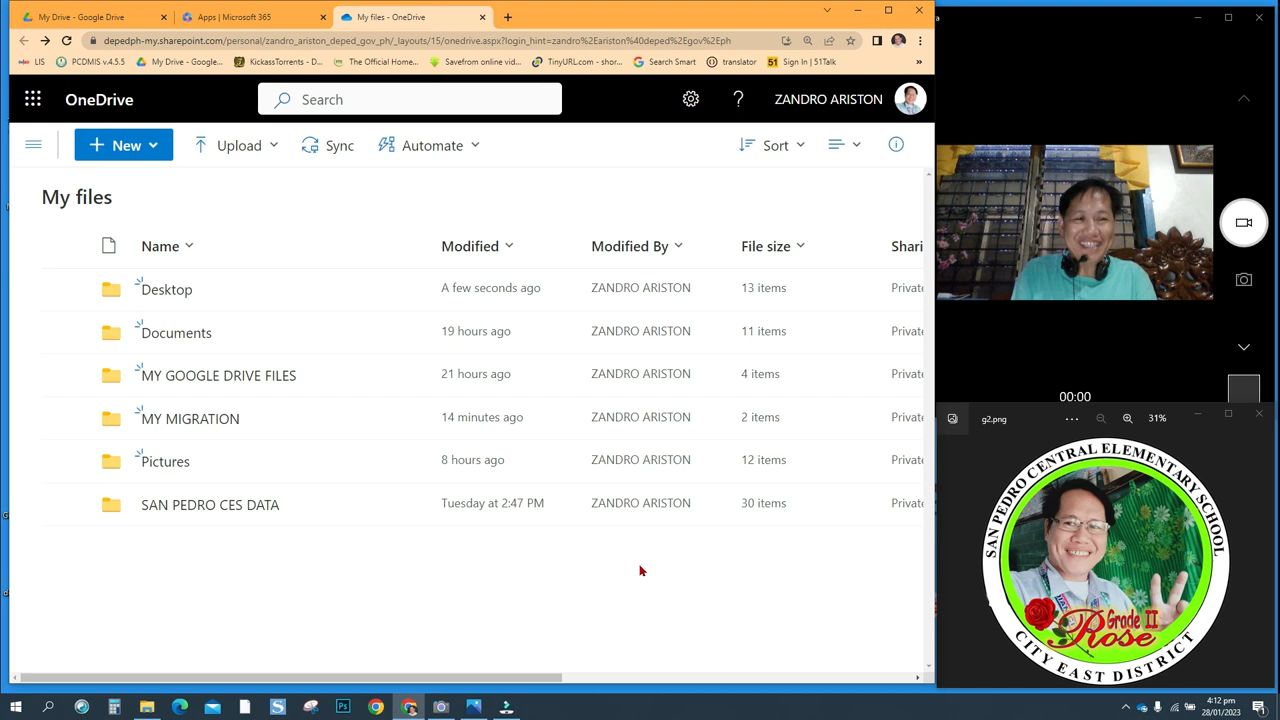 My Drive - Google Drive
Apps | Microsoft 365
My files - OneDrive
depedph-my.sharepoint.com/personal/zandro_ariston_deped_gov_ph/_layouts/15/onedrive.aspx?login_hint=zandro%2Eariston%40deped%2Egov%2Eph
LIS
PCDMIS v.4.5.5
My Drive - Google...
KickassTorrents - D...
The Official Home...
Savefrom online vid...
TinyURL.com - shor...
Search Smart
translator
51 Sign In | 51Talk
OneDrive
Search
ZANDRO ARISTON
New
Upload
Sync
Automate
Sort
My files
Name Modified Modified By File size Shari
Desktop A few seconds ago ZANDRO ARISTON 13 items Private
Documents 19 hours ago ZANDRO ARISTON 11 items Private
MY GOOGLE DRIVE FILES 21 hours ago ZANDRO ARISTON 4 items Private
MY MIGRATION 14 minutes ago ZANDRO ARISTON 2 items Private
Pictures 8 hours ago ZANDRO ARISTON 12 items Private
SAN PEDRO CES DATA Tuesday at 2:47 PM ZANDRO ARISTON 30 items Private
00:00
g2.png
31%
SAN PEDRO CENTRAL ELEMENTARY SCHOOL
Grade II
Rose
CITY EAST DISTRICT
4:12 pm
28/01/2023